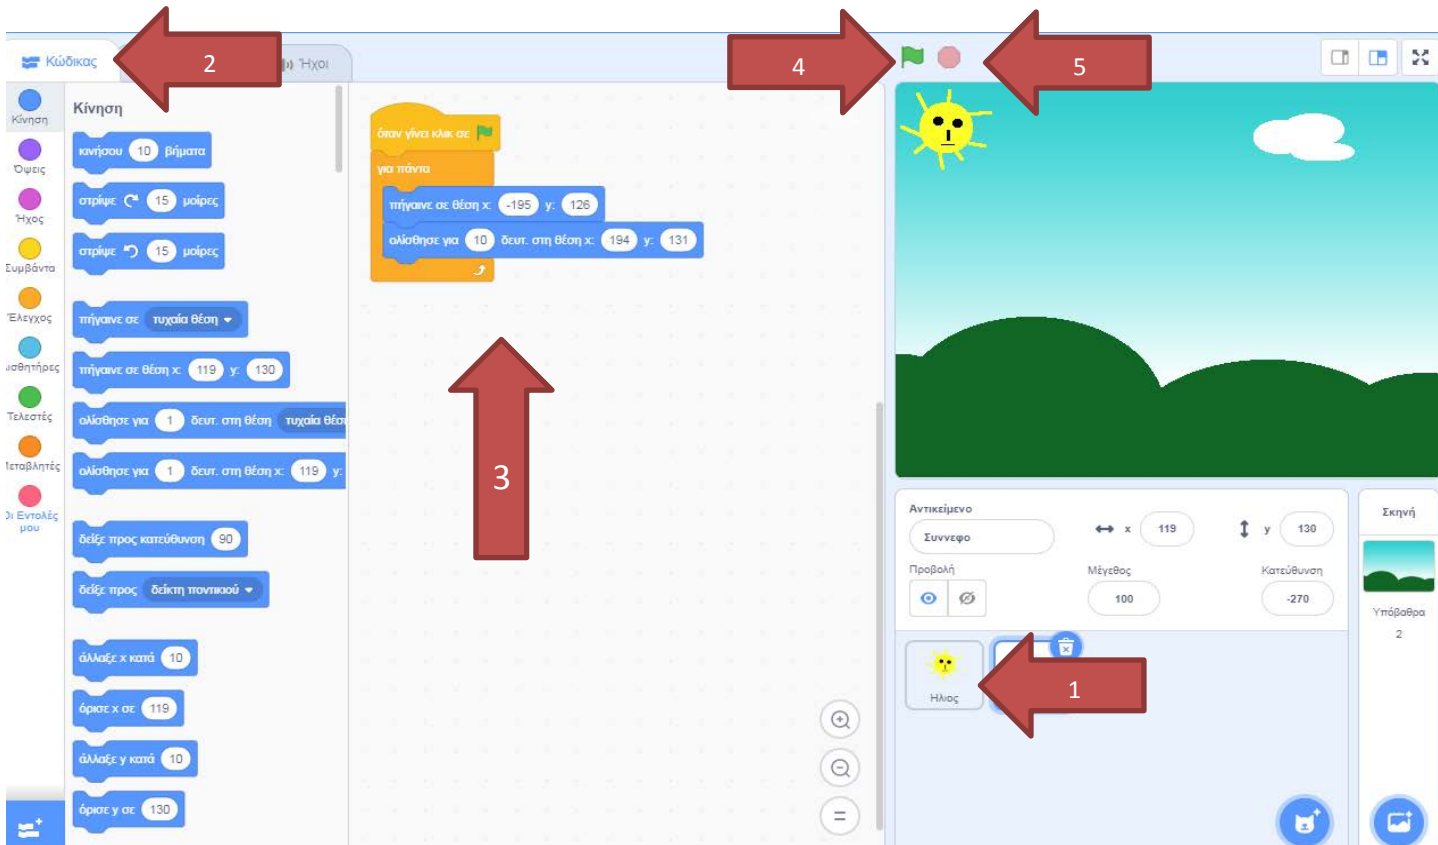 Κώδικας
2
Ήχοι
4
5
Κίνηση
Όψεις
Ήχος
Συμβάντα
Έλεγχος
Τελεστές
Οι Εντολές
μου
Κίνηση
κινήσου 10 βήματα
στρίψε 15 μοίρες
στρίψε 15 μοίρες
πήγαινε σε τυχαία θέση
πήγαινε σε θέση x: 119 y: 130
ολίσθησε για 1 δευτ. στη θέση
ολίσθησε για 1 δευτ. στη θέση x: 119 y:
δείξε προς κατεύθυνση 90
δείξε προς δείκτη ποντικιού
άλλαξε x κατά 10
όρισε x σε 119
άλλαξε y κατά 10
όρισε y σε 130
όταν γίνει κλικ σε
για πάντα
πήγαινε σε θέση x: -195 y: 126
ολίσθησε για 10 δευτ. στη θέση x: 194 y: 131
3
Αντικείμενο
Συννεφο
x 119
y 130
Προβολή
Μέγεθος
100
Κατεύθυνση
-270
Ηλιος
1
Σκηνή
Υπόβαθρα
2